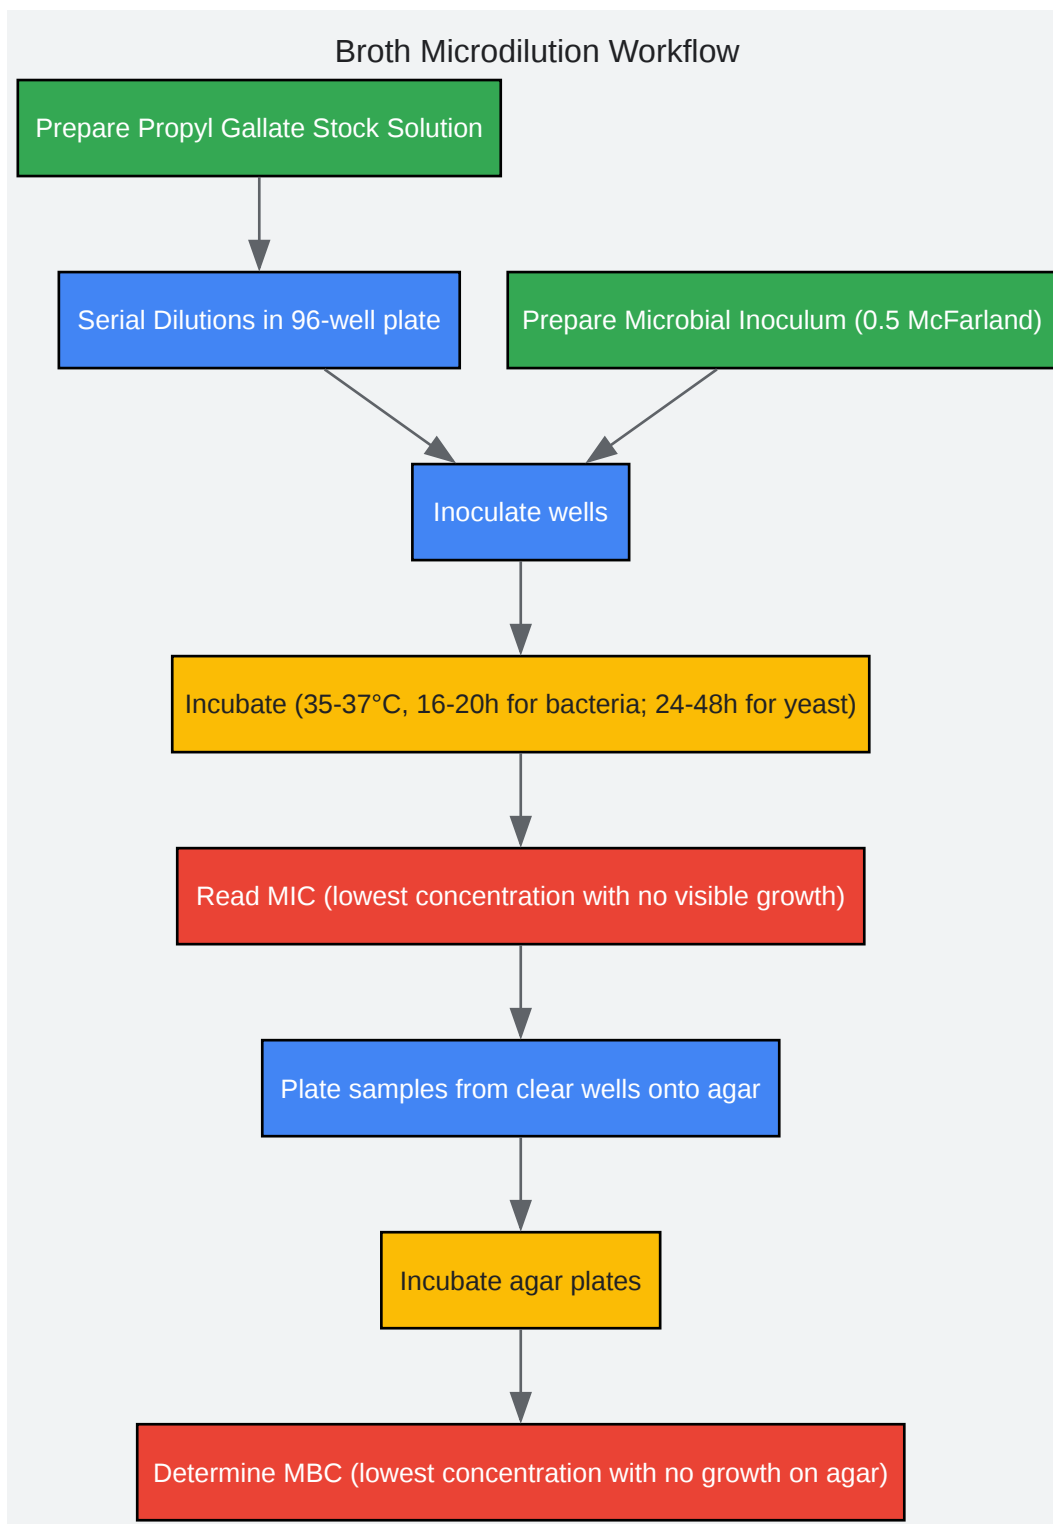 Broth Microdilution Workflow
Prepare Propyl Gallate Stock Solution
Serial Dilutions in 96-well plate
Prepare Microbial Inoculum (0.5 McFarland)
Inoculate wells
Incubate (35-37°C, 16-20h for bacteria; 24-48h for yeast)
Read MIC (lowest concentration with no visible growth)
Plate samples from clear wells onto agar
Incubate agar plates
Determine MBC (lowest concentration with no growth on agar)